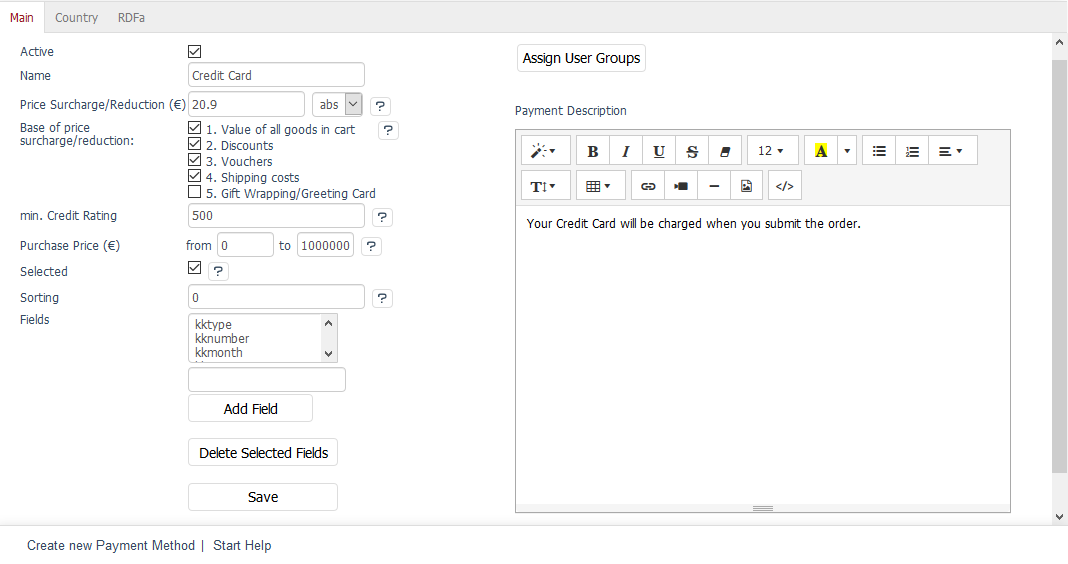 Main Country RDFa
Active
Assign User Groups
Name Credit Card
Price Surcharge/Reduction (€) 20.9 abs ?
Payment Description
Base of price
surcharge/reduction:
1. Value of all goods in cart ?
2. Discounts
3. Vouchers
4. Shipping costs
5. Gift Wrapping/Greeting Card
B I U S 12 A
T </>
min. Credit Rating 500 ?
Your Credit Card will be charged when you submit the order.
Purchase Price (€) from 0 to 1000000 ?
Selected ?
Sorting 0 ?
Fields
kktype
kknumber
kkmonth
Add Field
Delete Selected Fields
Save
Create new Payment Method | Start Help